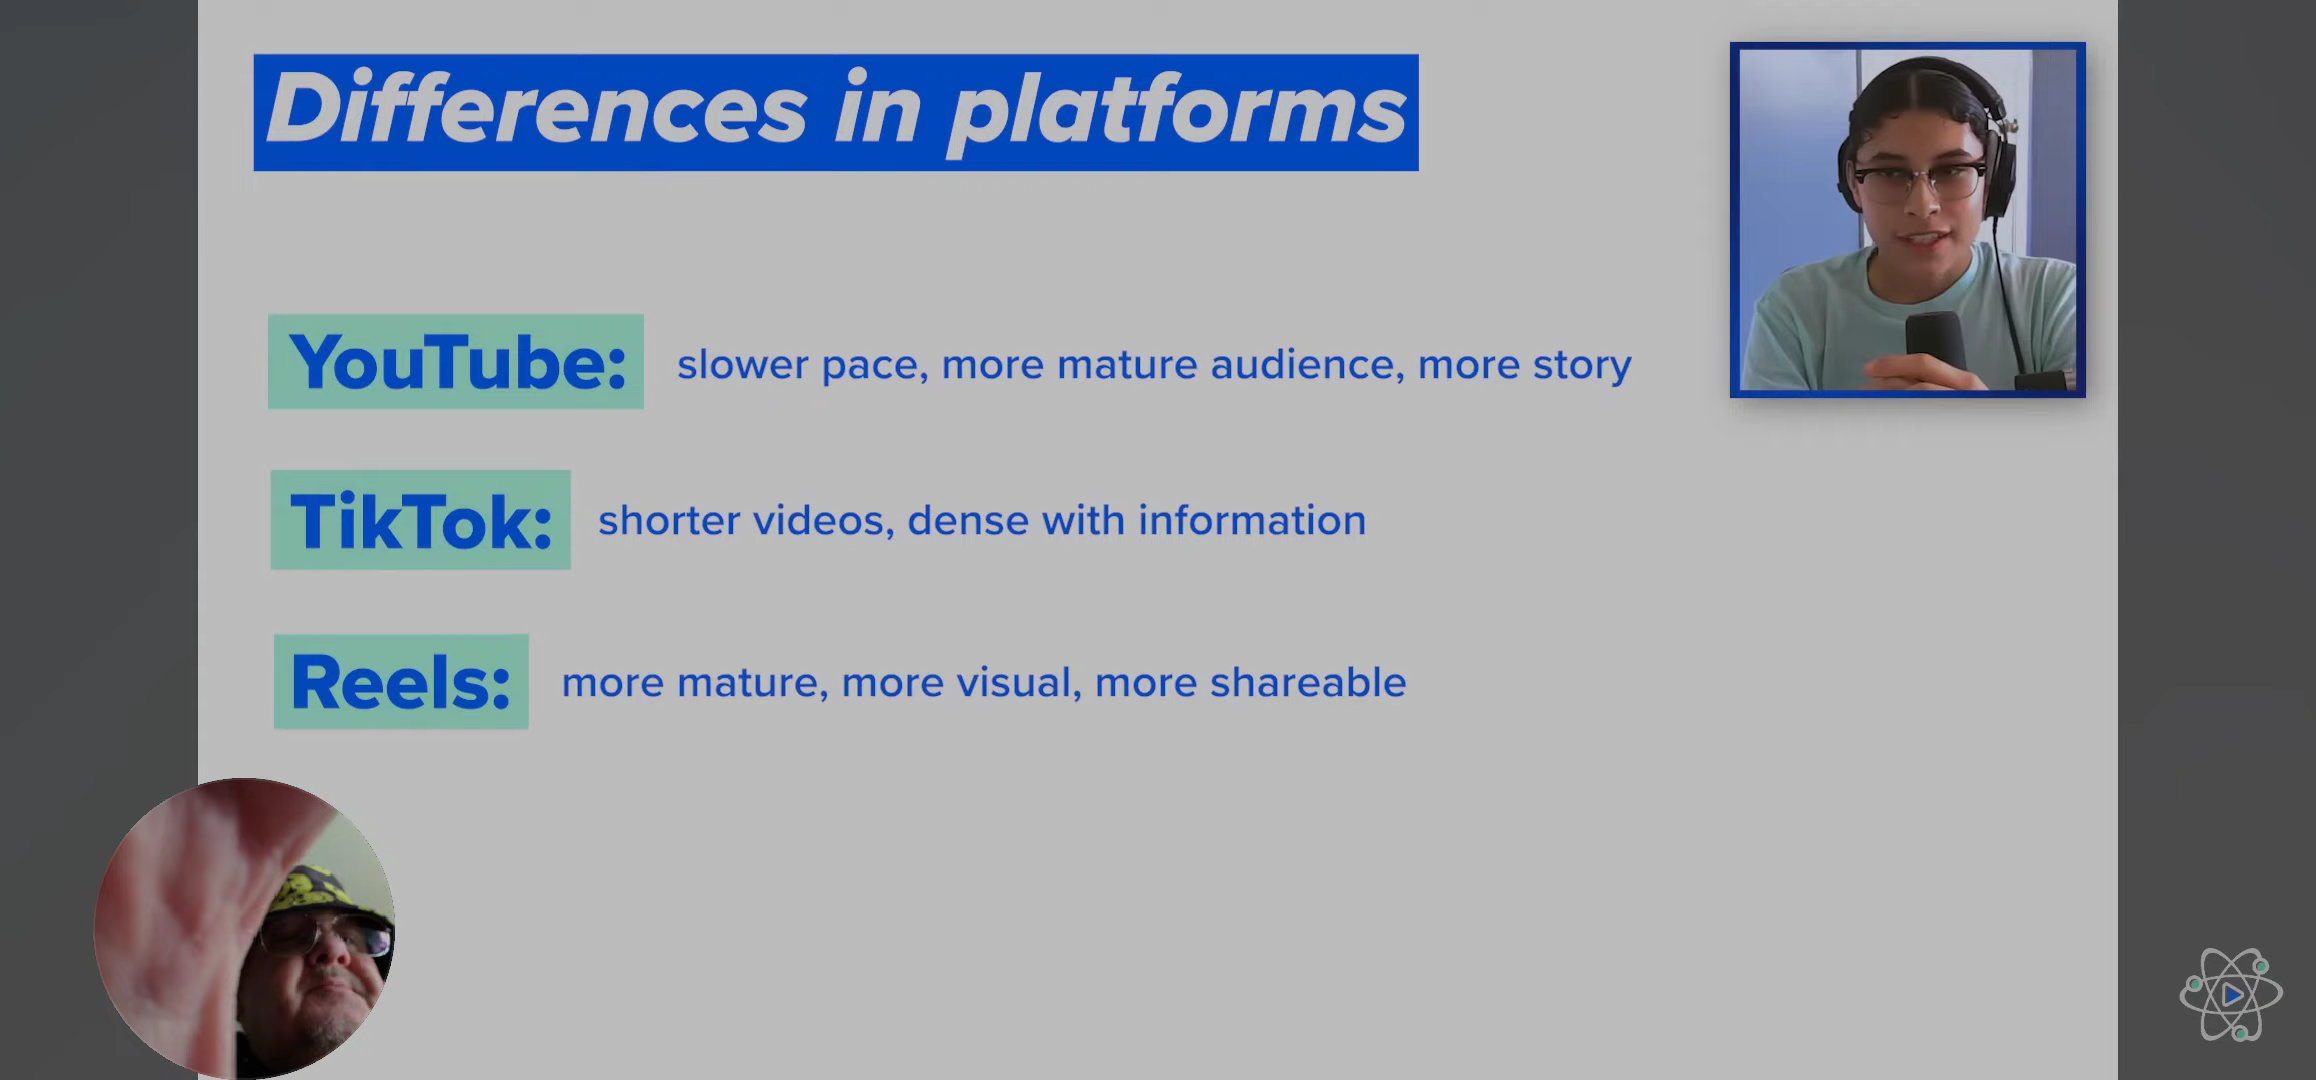 Differences in platforms
YouTube: slower pace, more mature audience, more story
TikTok: shorter videos, dense with information
Reels: more mature, more visual, more shareable